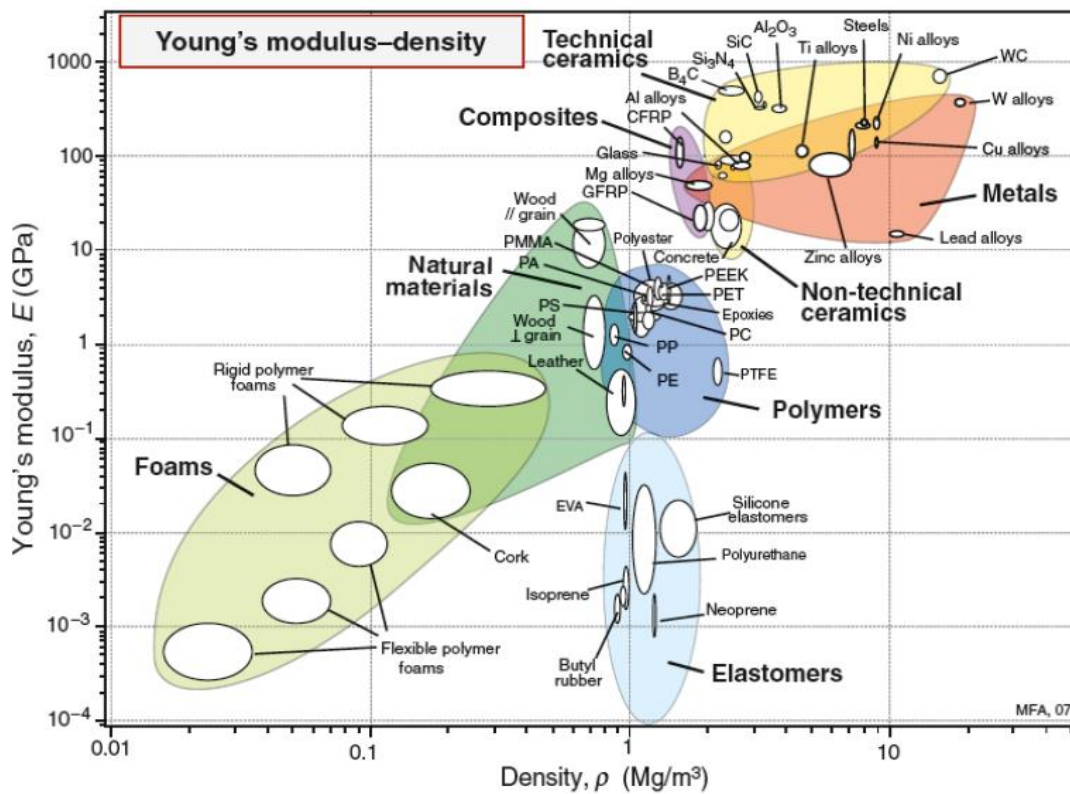 Young's modulus–density
Technical
ceramics
Composites
Natural
materials
Foams
Metals
Non-technical
ceramics
Polymers
Elastomers
Al₂O₃
SiC
Si₃N₄
B₄C
Al alloys
CFRP
Glass
Mg alloys
GFRP
Ti alloys
Steels
Ni alloys
WC
W alloys
Cu alloys
Lead alloys
Zinc alloys
Wood
// grain
PMMA
PA
PS
Wood
⊥ grain
Leather
Polyester
Concrete
PEEK
PET
Epoxies
PC
PP
PE
PTFE
Rigid polymer
foams
Cork
Flexible polymer
foams
EVA
Silicone
elastomers
Polyurethane
Isoprene
Neoprene
Butyl
rubber
MFA, 07
Young's modulus, E (GPa)
1000
100
10
1
10⁻¹
10⁻²
10⁻³
10⁻⁴
0.01
0.1
1
10
Density, ρ (Mg/m³)